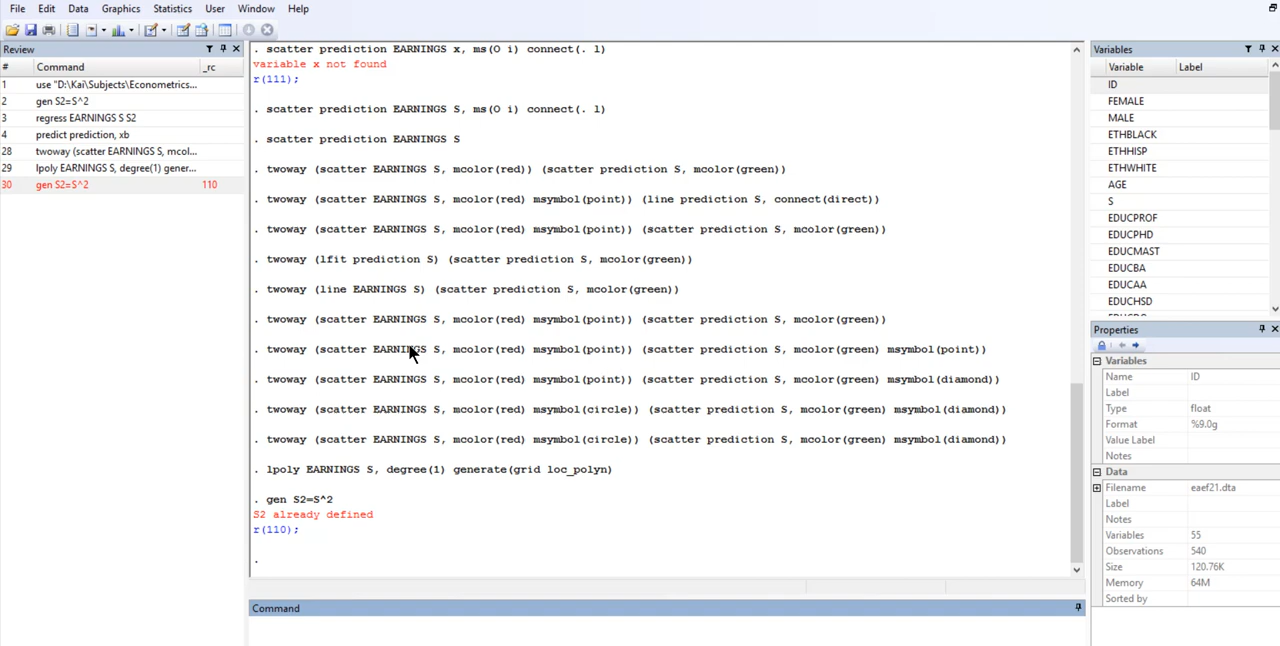 File Edit Data Graphics Statistics User Window Help
Review
# Command _rc
1 use "D:\Kai\Subjects\Econometrics...
2 gen S2=S^2
3 regress EARNINGS S S2
4 predict prediction, xb
28 twoway (scatter EARNINGS S, mcol...
29 lpoly EARNINGS S, degree(1) gener...
30 gen S2=S^2 110
. scatter prediction EARNINGS x, ms(O i) connect(. l)
variable x not found
r(111);
. scatter prediction EARNINGS S, ms(O i) connect(. l)
. scatter prediction EARNINGS S
. twoway (scatter EARNINGS S, mcolor(red)) (scatter prediction S, mcolor(green))
. twoway (scatter EARNINGS S, mcolor(red) msymbol(point)) (line prediction S, connect(direct))
. twoway (scatter EARNINGS S, mcolor(red) msymbol(point)) (scatter prediction S, mcolor(green))
. twoway (lfit prediction S) (scatter prediction S, mcolor(green))
. twoway (line EARNINGS S) (scatter prediction S, mcolor(green))
. twoway (scatter EARNINGS S, mcolor(red) msymbol(point)) (scatter prediction S, mcolor(green))
. twoway (scatter EARNINGS S, mcolor(red) msymbol(point)) (scatter prediction S, mcolor(green) msymbol(point))
. twoway (scatter EARNINGS S, mcolor(red) msymbol(point)) (scatter prediction S, mcolor(green) msymbol(diamond))
. twoway (scatter EARNINGS S, mcolor(red) msymbol(circle)) (scatter prediction S, mcolor(green) msymbol(diamond))
. twoway (scatter EARNINGS S, mcolor(red) msymbol(circle)) (scatter prediction S, mcolor(green) msymbol(diamond))
. lpoly EARNINGS S, degree(1) generate(grid loc_polyn)
. gen S2=S^2
S2 already defined
r(110);
.
Command
Variables
Variable Label
ID
FEMALE
MALE
ETHBLACK
ETHHISP
ETHWHITE
AGE
S
EDUCPROF
EDUCPHD
EDUCMAST
EDUCBA
EDUCAA
EDUCHSD
Properties
Variables
Name ID
Label
Type float
Format %9.0g
Value Label
Notes
Data
Filename eaef21.dta
Label
Notes
Variables 55
Observations 540
Size 120.76K
Memory 64M
Sorted by